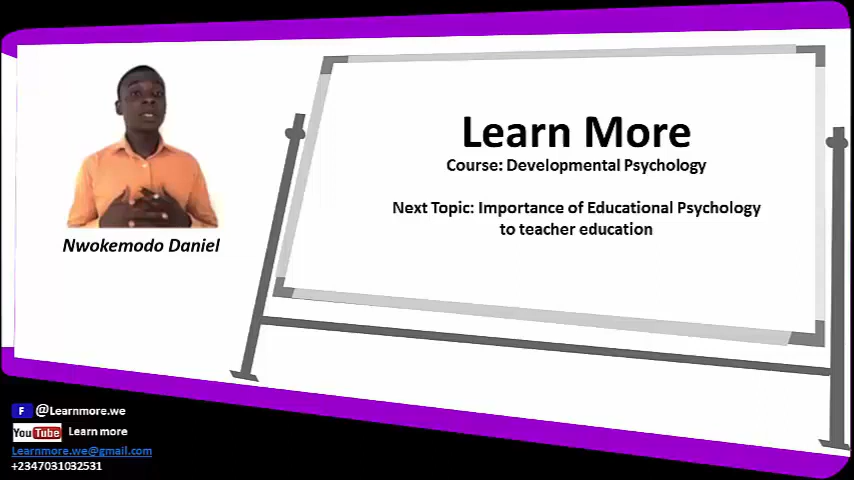 Learn More
Course: Developmental Psychology
Next Topic: Importance of Educational Psychology
to teacher education
Nwokemodo Daniel
F @Learnmore.we
YouTube Learn more
Learnmore.we@gmail.com
+2347031032531